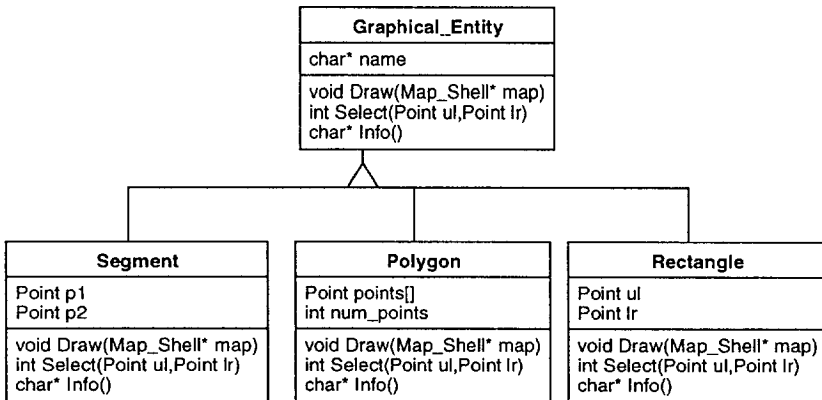 Graphical_Entity
char* name
void Draw(Map_Shell* map)
int Select(Point ul,Point lr)
char* Info()
Segment
Point p1
Point p2
void Draw(Map_Shell* map)
int Select(Point ul,Point lr)
char* Info()
Polygon
Point points[]
int num_points
void Draw(Map_Shell* map)
int Select(Point ul,Point lr)
char* Info()
Rectangle
Point ul
Point lr
void Draw(Map_Shell* map)
int Select(Point ul,Point lr)
char* Info()